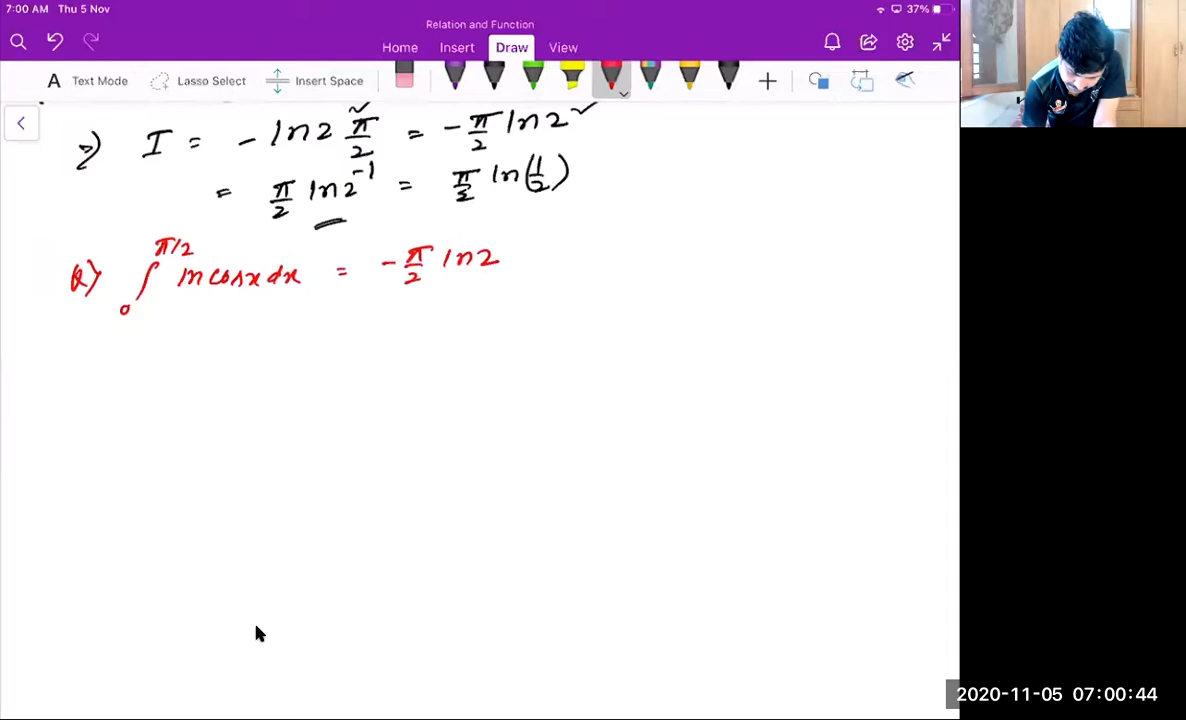 7:00 AM Thu 5 Nov
37%
Relation and Function
Home Insert Draw View
A Text Mode Lasso Select Insert Space
⇒) I = - ln2 π/2 = - π/2 ln2 ✓
= π/2 ln2⁻¹ = π/2 ln(1/2)
Q) ∫₀^(π/2) ln cosx dx = - π/2 ln2
2020-11-05 07:00:44